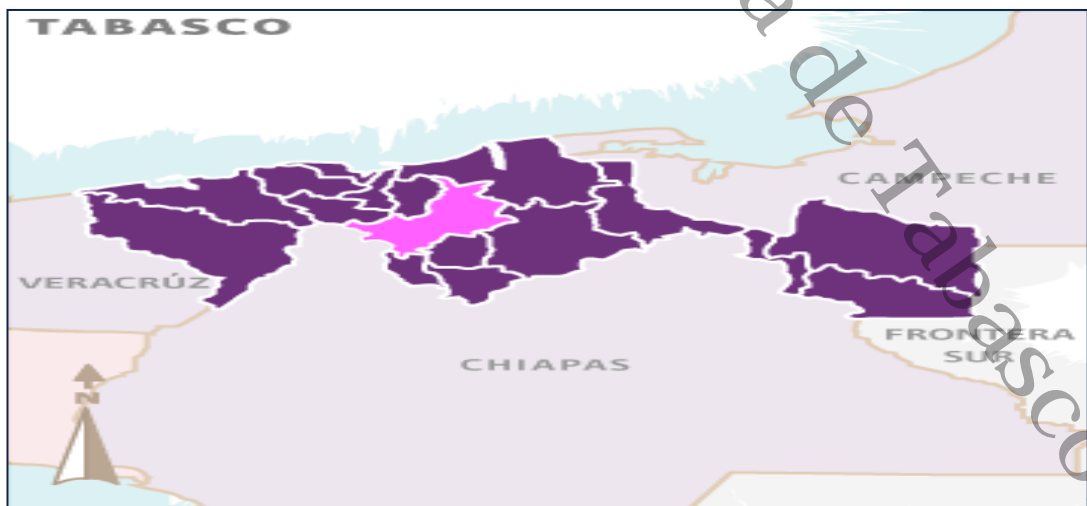 TABASCO
a de Tabasco
CAMPECHE
VERACRÚZ
FRONTERA
SUR
CHIAPAS
N